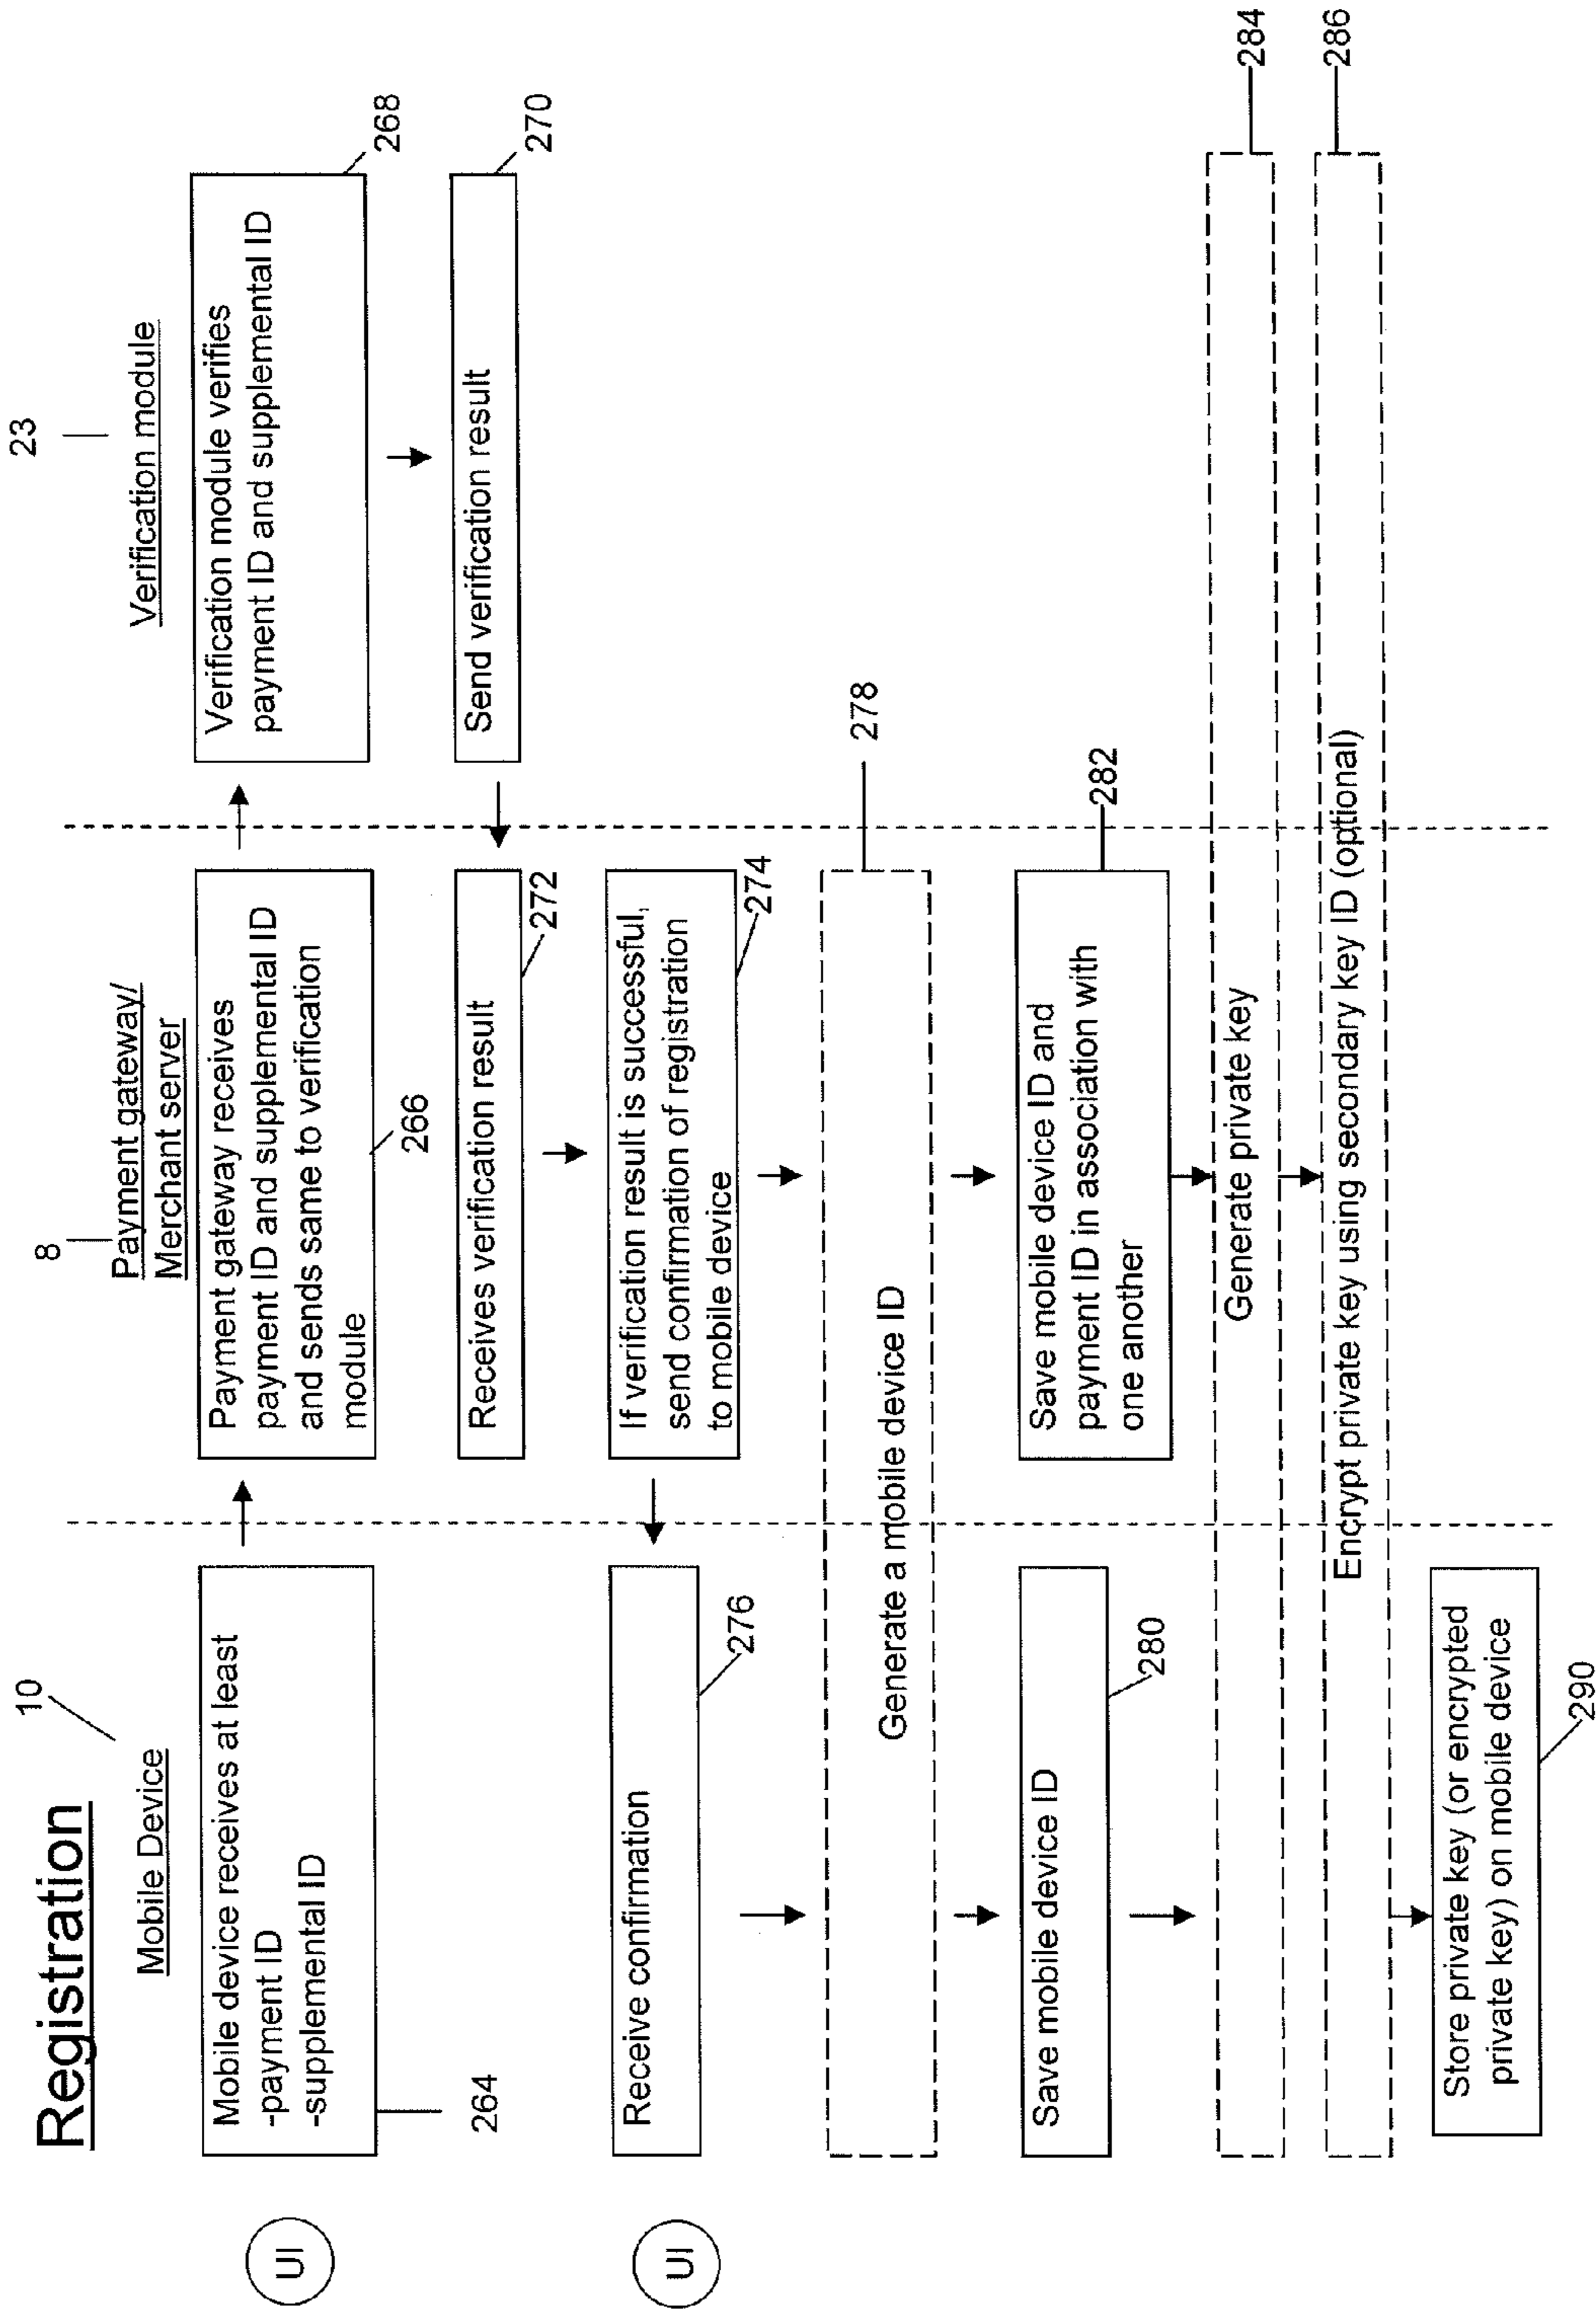 Registration
10
Mobile Device
8
Payment gateway/
Merchant server
23
Verification module
UI
Mobile device receives at least
-payment ID
-supplemental ID
264
Payment gateway receives
payment ID and supplemental ID
and sends same to verification
module
266
Verification module verifies
payment ID and supplemental ID
268
Send verification result
270
Receives verification result
272
If verification result is successful,
send confirmation of registration
to mobile device
274
UI
Receive confirmation
276
Generate a mobile device ID
278
Save mobile device ID
280
Save mobile device ID and
payment ID in association with
one another
282
Generate private key
284
Encrypt private key using secondary key ID (optional)
286
Store private key (or encrypted
private key) on mobile device
290